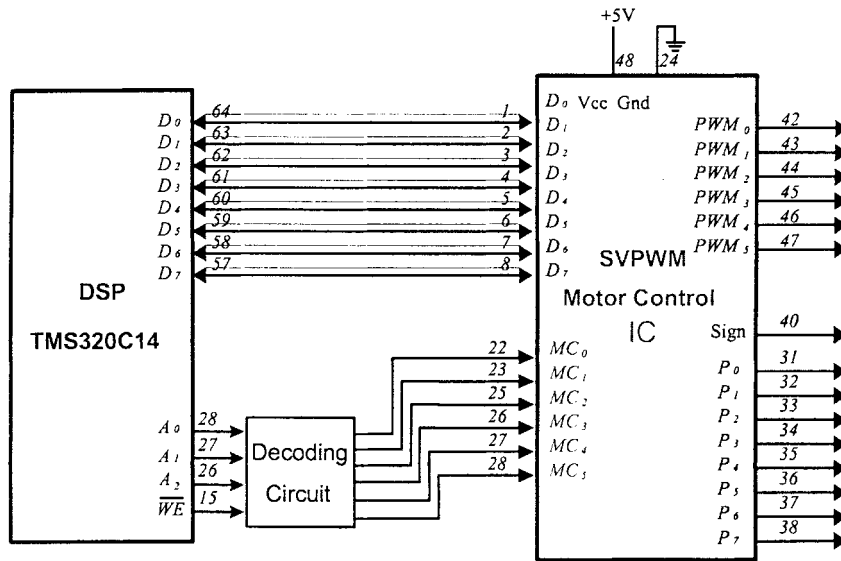 +5V
48 24
D0 64 1 D0 Vcc Gnd
D1 63 2 D1 PWM0 42
D2 62 3 D2 PWM1 43
D3 61 4 D3 PWM2 44
D4 60 5 D4 PWM3 45
D5 59 6 D5 PWM4 46
D6 58 7 D6 PWM5 47
D7 57 8 D7
SVPWM
Motor Control
IC
DSP
TMS320C14
Sign 40
22 MC0 P0 31
23 MC1 P1 32
25 MC2 P2 33
26 MC3 P3 34
27 MC4 P4 35
28 MC5 P5 36
P6 37
P7 38
A0 28
A1 27
A2 26
WE 15
Decoding
Circuit